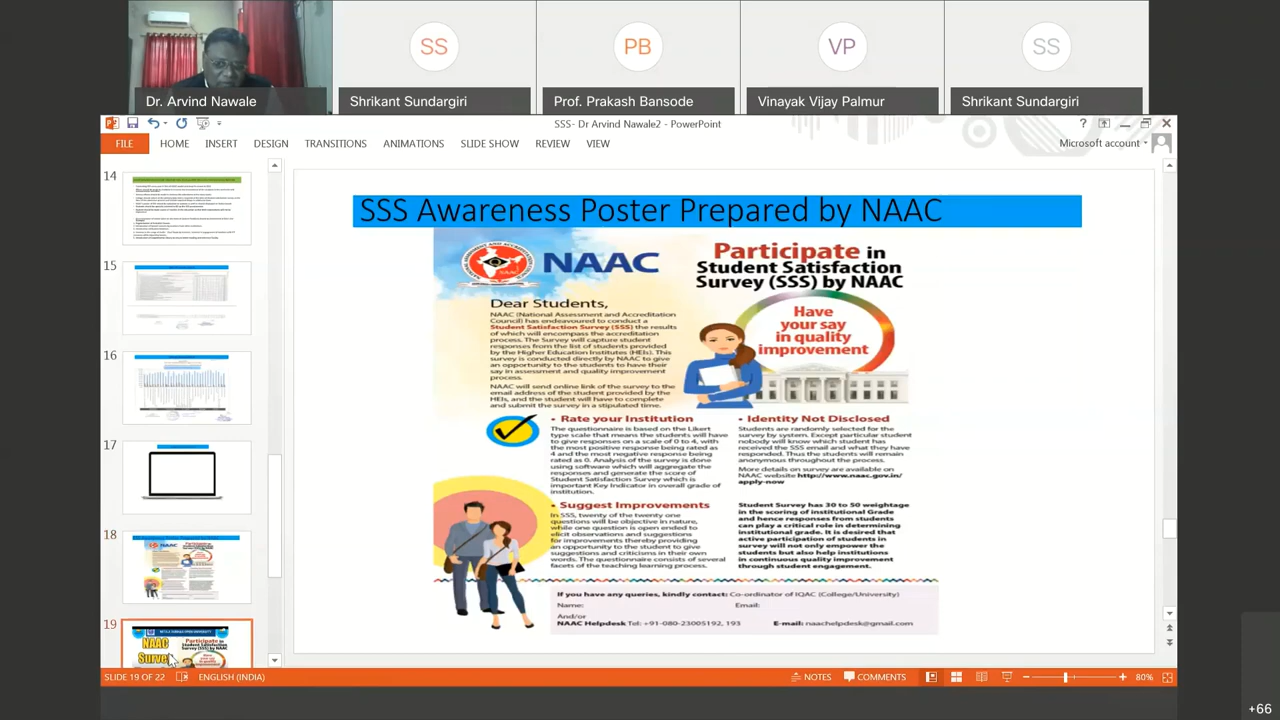 SS
PB
VP
SS
Dr. Arvind Nawale
Shrikant Sundargiri
Prof. Prakash Bansode
Vinayak Vijay Palmur
Shrikant Sundargiri
SSS- Dr Arvind Nawale2 - PowerPoint
FILE HOME INSERT DESIGN TRANSITIONS ANIMATIONS SLIDE SHOW REVIEW VIEW
Microsoft account
14
15
16
17
18
19
NAAC
Survey
Participate in
Student Satisfaction
Survey (SSS) by NAAC
SSS Awareness Poster Prepared by NAAC
NAAC
Participate in
Student Satisfaction
Survey (SSS) by NAAC
Dear Students,
NAAC (National Assessment and Accreditation
Council) has endeavoured to conduct a
Student Satisfaction Survey (SSS) the results
of which will encompass the accreditation
process. The Survey will capture student
responses from the list of students provided
by the Higher Education Institutes (HEIs). This
survey is conducted directly by NAAC to give
an opportunity to the students to have their
say in assessment and quality improvement
process.
NAAC will send online link of the survey to the
email address of the student provided by the
HEIs, and the student will have to complete
and submit the survey in a stipulated time.
Have
your say
in quality
improvement
• Rate your Institution
The questionnaire is based on the Likert
type scale that means the students will have
to give responses on a scale of 0 to 4, with
the most positive response being rated as
4 and the most negative response being
rated as 0. Analysis of the survey is done
using software which will aggregate the
responses and generate the score of
Student Satisfaction Survey which is
important Key Indicator in overall grade of
institution.
• Identity Not Disclosed
Students are randomly selected for the
survey by system. Except particular student
nobody will know which student has
received the SSS email and what they have
responded. Thus the students will remain
anonymous throughout the process.
More details on survey are available on
NAAC website http://www.naac.gov.in/
apply-now
• Suggest Improvements
In SSS, twenty of the twenty one
questions will be objective in nature,
while one question is open ended to
elicit observations and suggestions
for improvements thereby providing
an opportunity to the student to give
suggestions and criticisms in their own
words. The questionnaire consists of several
facets of the teaching learning process.
Student Survey has 30 to 50 weightage
in the scoring of institutional Grade
and hence responses from students
can play a critical role in determining
institutional grade. It is desired that
active participation of students in
survey will not only empower the
students but also help institutions
in continuous quality improvement
through student engagement.
If you have any queries, kindly contact: Co-ordinator of IQAC (College/University)
Name: Email:
And/or
NAAC Helpdesk Tel: +91-080-23005192, 193 E-mail: naachelpdesk@gmail.com
SLIDE 19 OF 22 ENGLISH (INDIA) NOTES COMMENTS 80%
+66